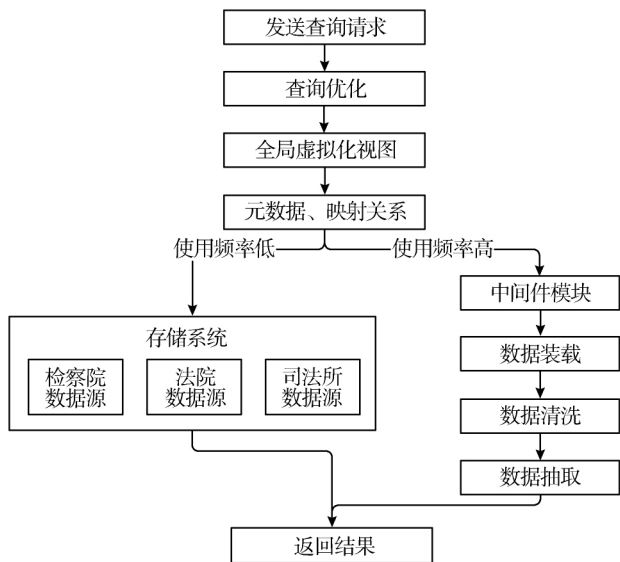 发送查询请求
查询优化
全局虚拟化视图
元数据、映射关系
使用频率低
使用频率高
中间件模块
存储系统
数据装载
检察院
数据源
法院
数据源
司法所
数据源
数据清洗
数据抽取
返回结果